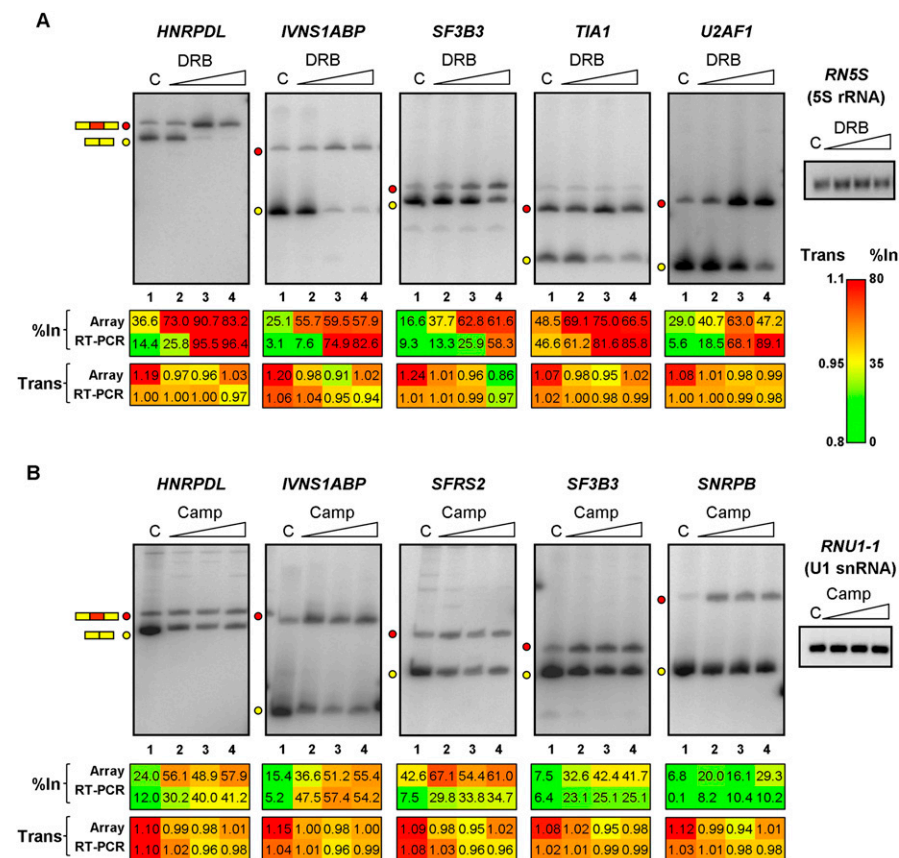 A
HNRPDL IVNS1ABP SF3B3 TIA1 U2AF1
DRB DRB DRB DRB DRB
C C C C C
RN5S
(5S rRNA)
DRB
C
1 2 3 4 1 2 3 4 1 2 3 4 1 2 3 4 1 2 3 4
Trans %In
1.1 80
0.95 35
0.8 0
%In
Array 36.6 73.0 90.7 83.2 25.1 55.7 59.5 57.9 16.6 37.7 62.8 61.6 48.5 69.1 75.0 66.5 29.0 40.7 63.0 47.2
RT-PCR 14.4 25.8 95.5 96.4 3.1 7.6 74.9 82.6 9.3 13.3 25.9 58.3 46.6 61.2 81.6 85.8 5.6 18.5 68.1 89.1
Trans
Array 1.19 0.97 0.96 1.03 1.20 0.98 0.91 1.02 1.24 1.01 0.96 0.86 1.07 0.98 0.95 1.02 1.08 1.01 0.98 0.99
RT-PCR 1.00 1.00 1.00 0.97 1.06 1.04 0.95 0.94 1.01 1.01 0.99 0.97 1.02 1.00 0.98 0.99 1.00 1.00 0.99 0.98
B
HNRPDL IVNS1ABP SFRS2 SF3B3 SNRPB
Camp Camp Camp Camp Camp
C C C C C
RNU1-1
(U1 snRNA)
Camp
C
1 2 3 4 1 2 3 4 1 2 3 4 1 2 3 4 1 2 3 4
%In
Array 24.0 56.1 48.9 57.9 15.4 36.6 51.2 55.4 42.6 67.1 54.4 61.0 7.5 32.6 42.4 41.7 6.8 20.0 16.1 29.3
RT-PCR 12.0 30.2 40.0 41.2 5.2 47.5 57.4 54.2 7.5 29.8 33.8 34.7 6.4 23.1 25.1 25.1 0.1 8.2 10.4 10.2
Trans
Array 1.10 0.99 0.98 1.01 1.15 1.00 0.98 1.00 1.09 0.98 0.95 1.02 1.08 1.02 0.95 0.98 1.12 0.99 0.94 1.01
RT-PCR 1.10 1.02 0.96 0.98 1.04 1.01 0.96 0.99 1.08 1.03 0.96 0.96 1.02 1.01 0.99 0.99 1.03 1.01 0.98 0.98